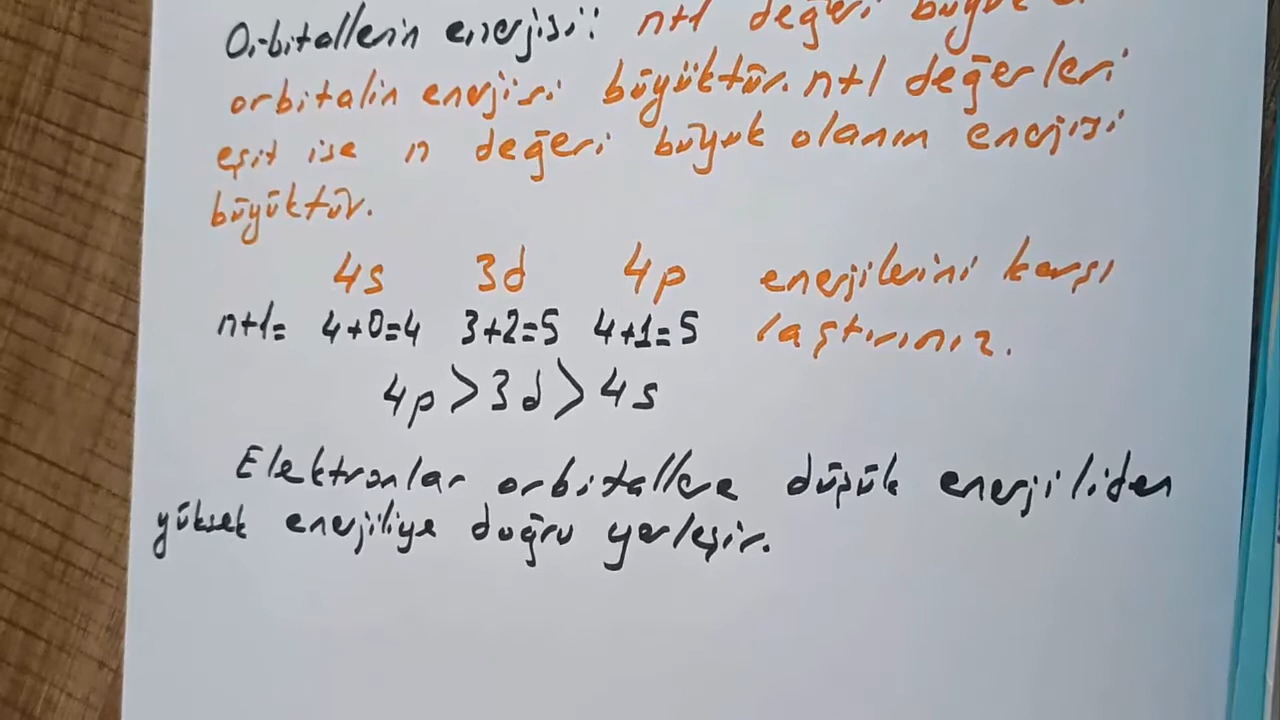 Orbitallerin enerjisi: n+l değeri büyük
orbitalin enerjisi büyüktür. n+l değerleri
eşit ise n değeri büyük olanın enerjisi
büyüktür.
4s 3d 4p enerjilerini karşı
n+l= 4+0=4 3+2=5 4+1=5 laştırınız.
4p > 3d > 4s
Elektronlar orbitallere düşük enerjiliden
yüksek enerjiliye doğru yerleşir.